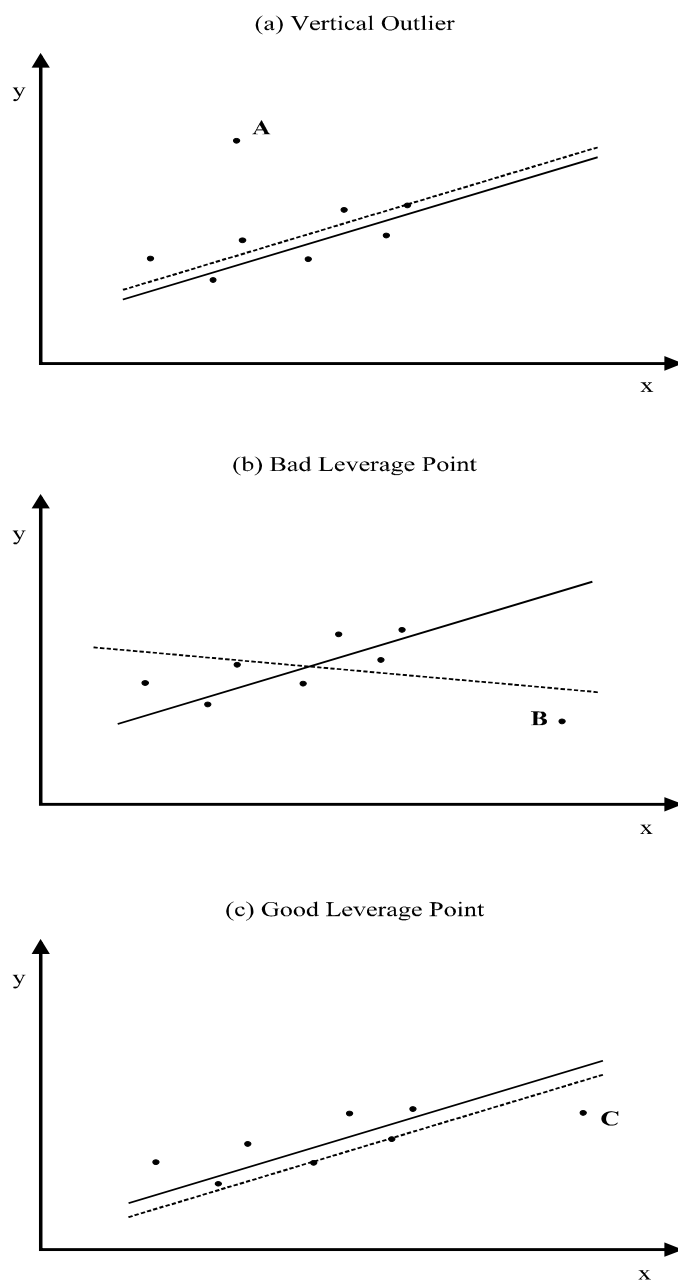 (a) Vertical Outlier
y
A
x
(b) Bad Leverage Point
y
B
x
(c) Good Leverage Point
y
C
x